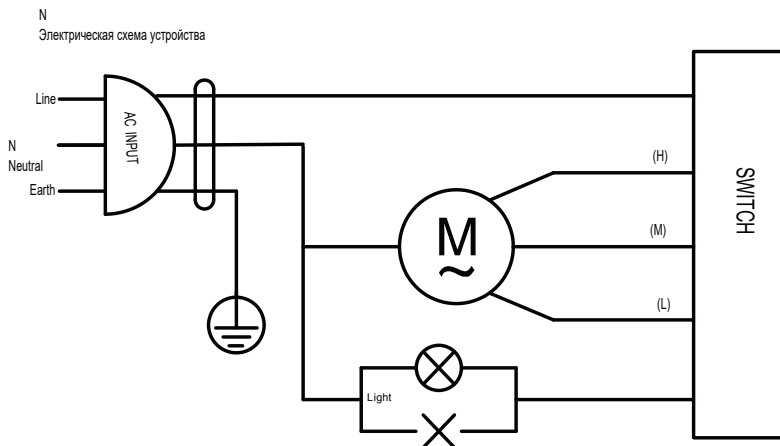 N
Электрическая схема устройства
Line
AC INPUT
N
Neutral
Earth
(H)
SWITCH
M
~
(M)
(L)
Light